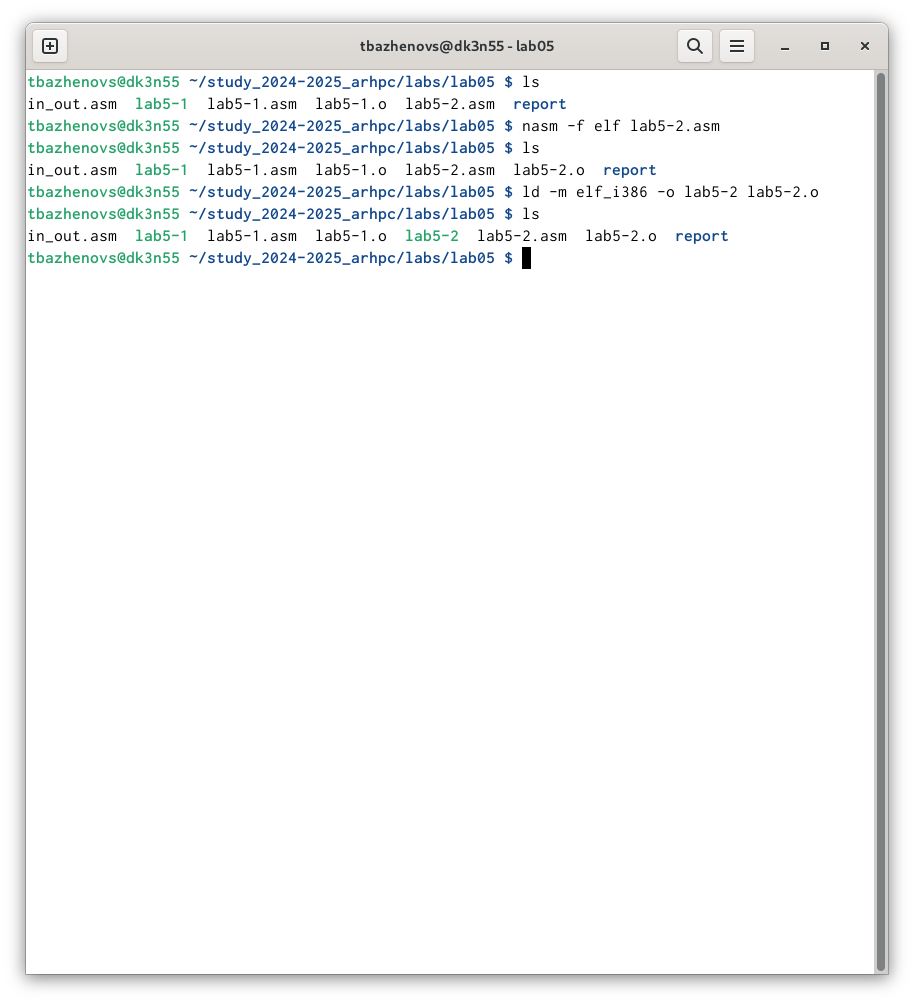 tbazhenovs@dk3n55 - lab05
tbazhenovs@dk3n55 ~/study_2024-2025_arhpc/labs/lab05 $ ls
in_out.asm  lab5-1  lab5-1.asm  lab5-1.o  lab5-2.asm  report
tbazhenovs@dk3n55 ~/study_2024-2025_arhpc/labs/lab05 $ nasm -f elf lab5-2.asm
tbazhenovs@dk3n55 ~/study_2024-2025_arhpc/labs/lab05 $ ls
in_out.asm  lab5-1  lab5-1.asm  lab5-1.o  lab5-2.asm  lab5-2.o  report
tbazhenovs@dk3n55 ~/study_2024-2025_arhpc/labs/lab05 $ ld -m elf_i386 -o lab5-2 lab5-2.o
tbazhenovs@dk3n55 ~/study_2024-2025_arhpc/labs/lab05 $ ls
in_out.asm  lab5-1  lab5-1.asm  lab5-1.o  lab5-2  lab5-2.asm  lab5-2.o  report
tbazhenovs@dk3n55 ~/study_2024-2025_arhpc/labs/lab05 $